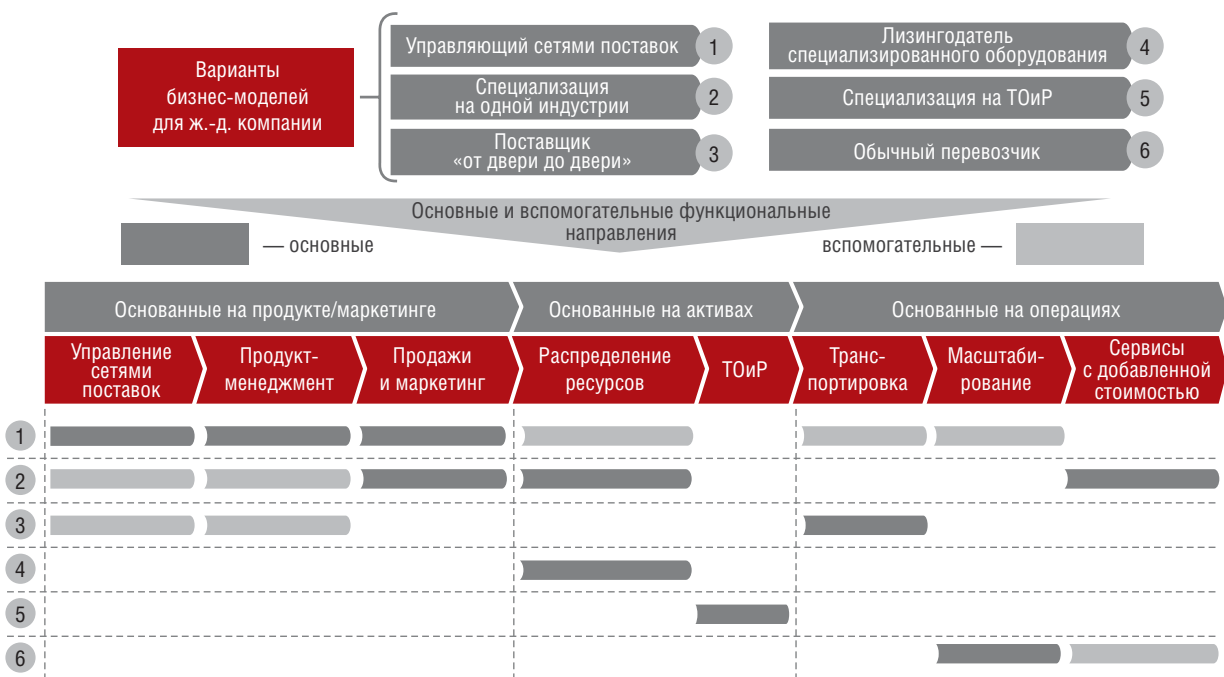 Варианты
бизнес-моделей
для ж.-д. компании
Управляющий сетями поставок
1
Специализация
на одной индустрии
2
Поставщик
«от двери до двери»
3
Лизингодатель
специализированного оборудования
4
Специализация на ТОиР
5
Обычный перевозчик
6
Основные и вспомогательные функциональные
направления
— основные
вспомогательные —
Основанные на продукте/маркетинге
Основанные на активах
Основанные на операциях
Управление
сетями
поставок
Продукт-
менеджмент
Продажи
и маркетинг
Распределение
ресурсов
ТОиР
Транс-
портировка
Масштаби-
рование
Сервисы
с добавленной
стоимостью
1
2
3
4
5
6